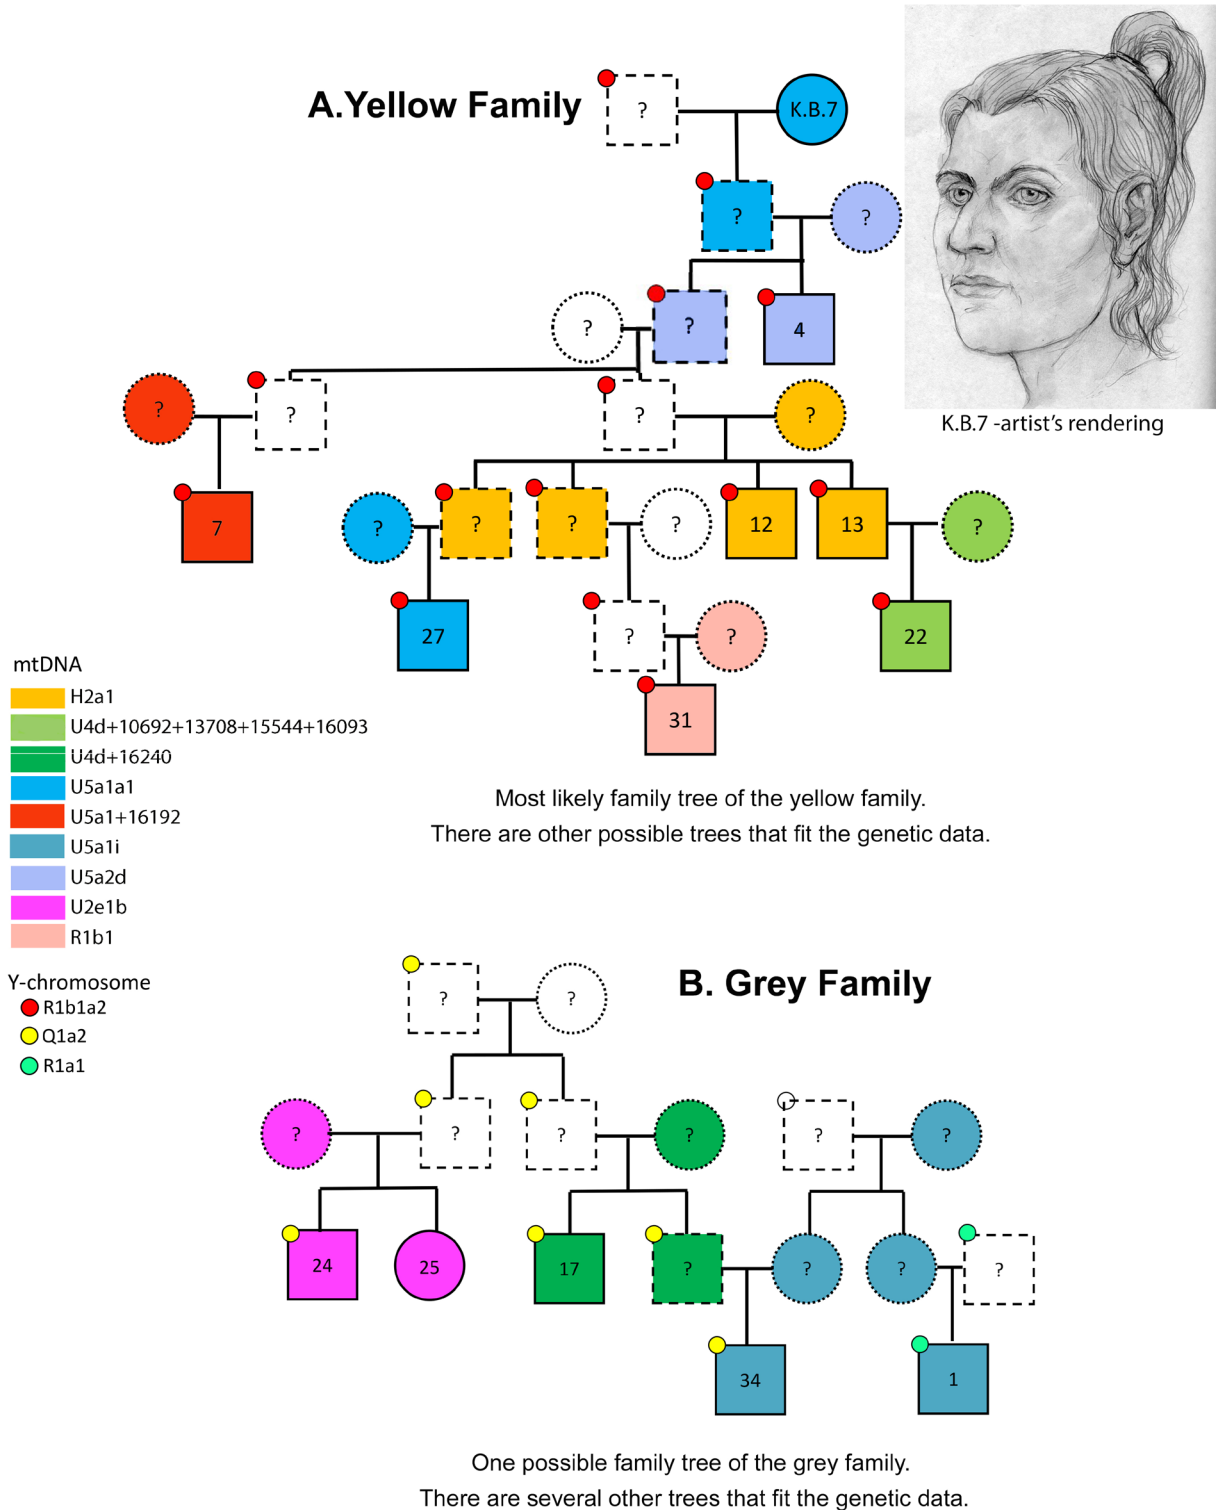 A.Yellow Family
?
K.B.7
?
?
?
?
4
K.B.7 -artist's rendering
?
?
?
?
7
?
?
?
?
12
13
?
27
?
?
22
31
mtDNA
H2a1
U4d+10692+13708+15544+16093
U4d+16240
U5a1a1
U5a1+16192
U5a1i
U5a2d
U2e1b
R1b1
Most likely family tree of the yellow family.
There are other possible trees that fit the genetic data.
Y-chromosome
R1b1a2
Q1a2
R1a1
B. Grey Family
?
?
?
?
?
?
?
?
24
25
17
?
?
?
?
34
1
One possible family tree of the grey family.
There are several other trees that fit the genetic data.